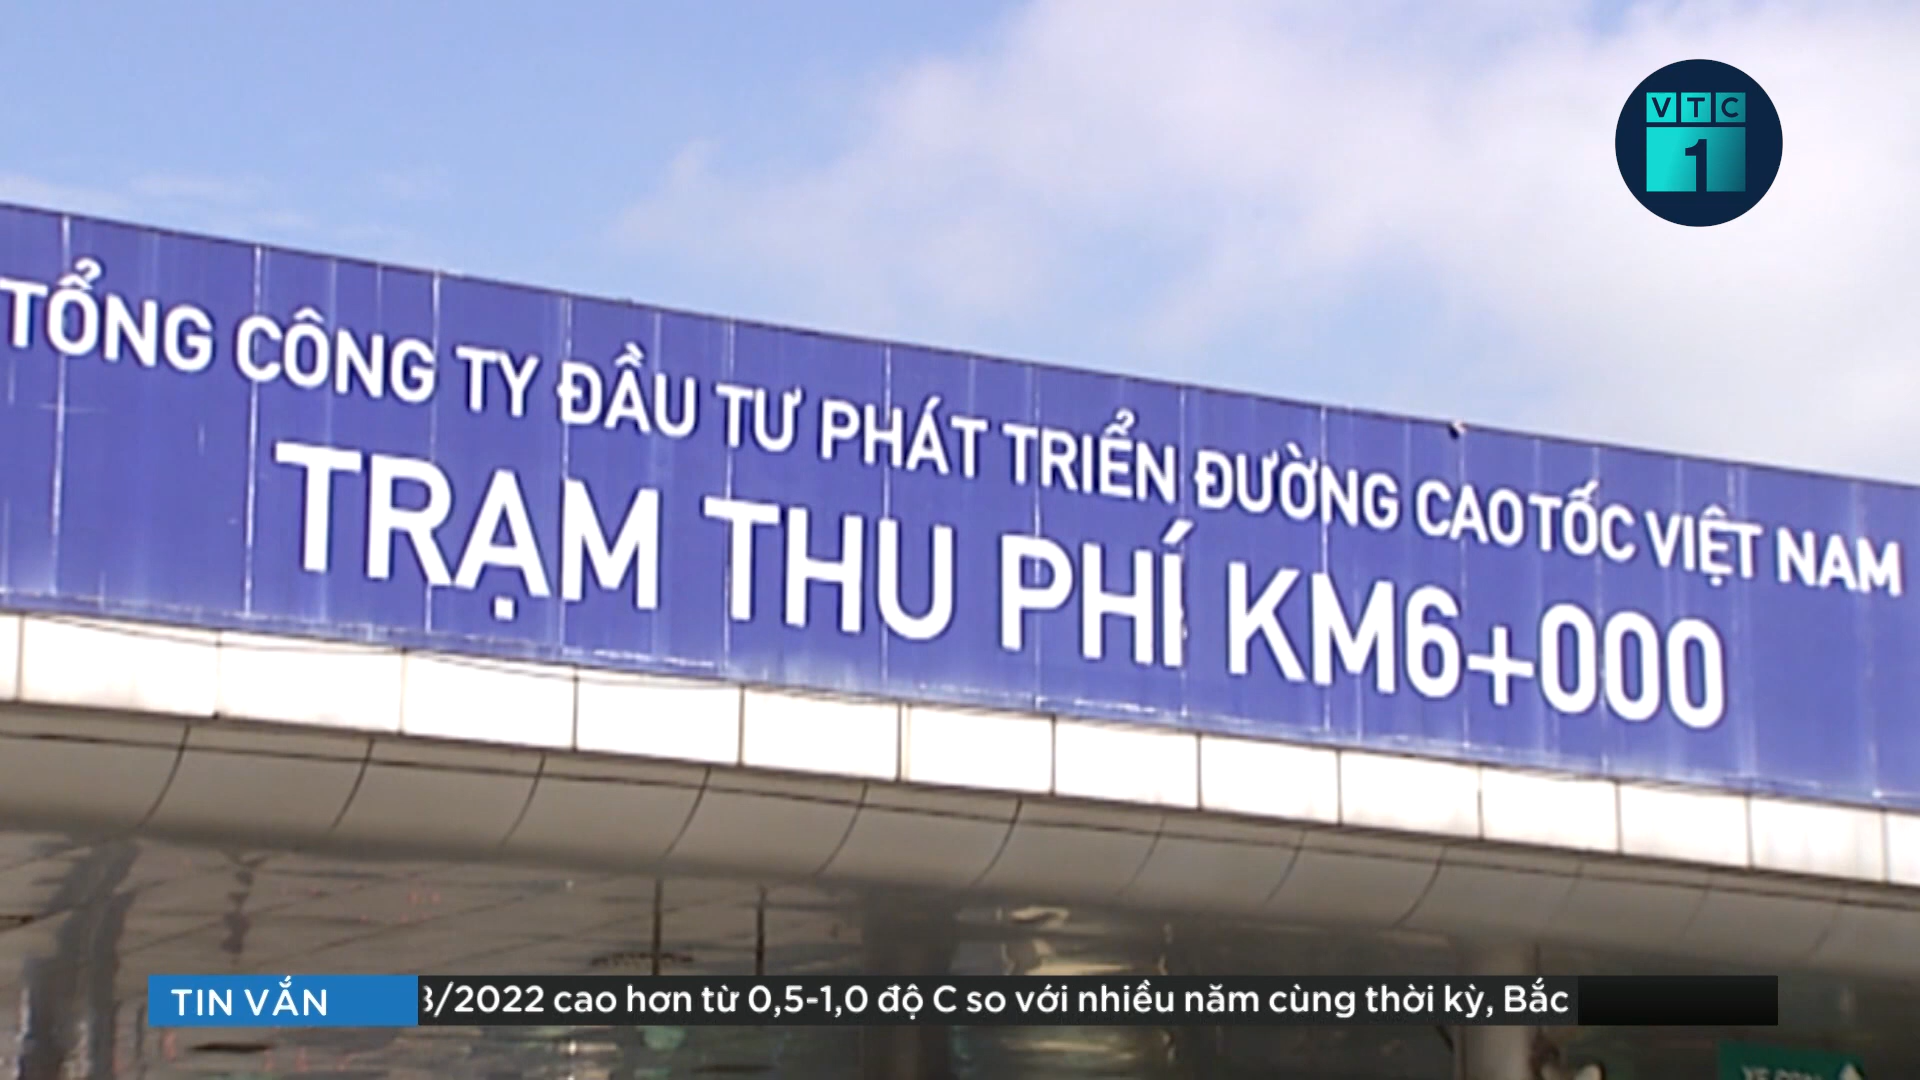 VTC
1
TỔNG CÔNG TY ĐẦU TƯ PHÁT TRIỂN ĐƯỜNG CAO TỐC VIỆT NAM
TRẠM THU PHÍ KM6+000
TIN VẮN
/2022 cao hơn từ 0,5-1,0 độ C so với nhiều năm cùng thời kỳ, Bắc